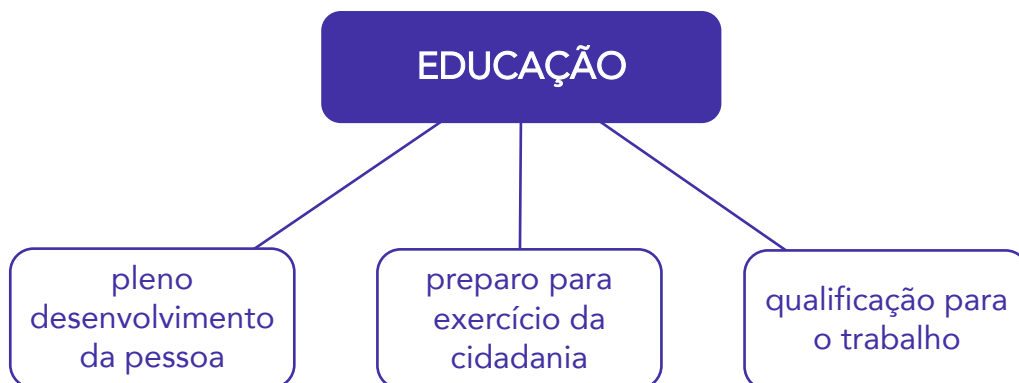 EDUCAÇÃO
pleno
desenvolvimento
da pessoa
preparo para
exercício da
cidadania
qualificação para
o trabalho